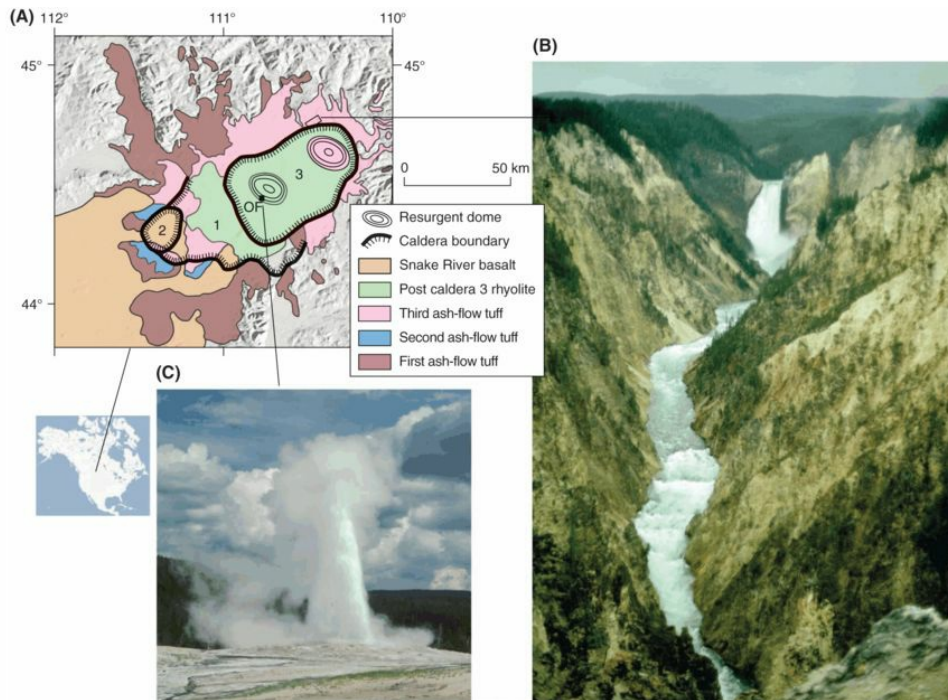 (A)
112°
111°
110°
45°
45°
44°
3
OF
1
2
0
50 km
Resurgent dome
Caldera boundary
Snake River basalt
Post caldera 3 rhyolite
Third ash-flow tuff
Second ash-flow tuff
First ash-flow tuff
(B)
(C)